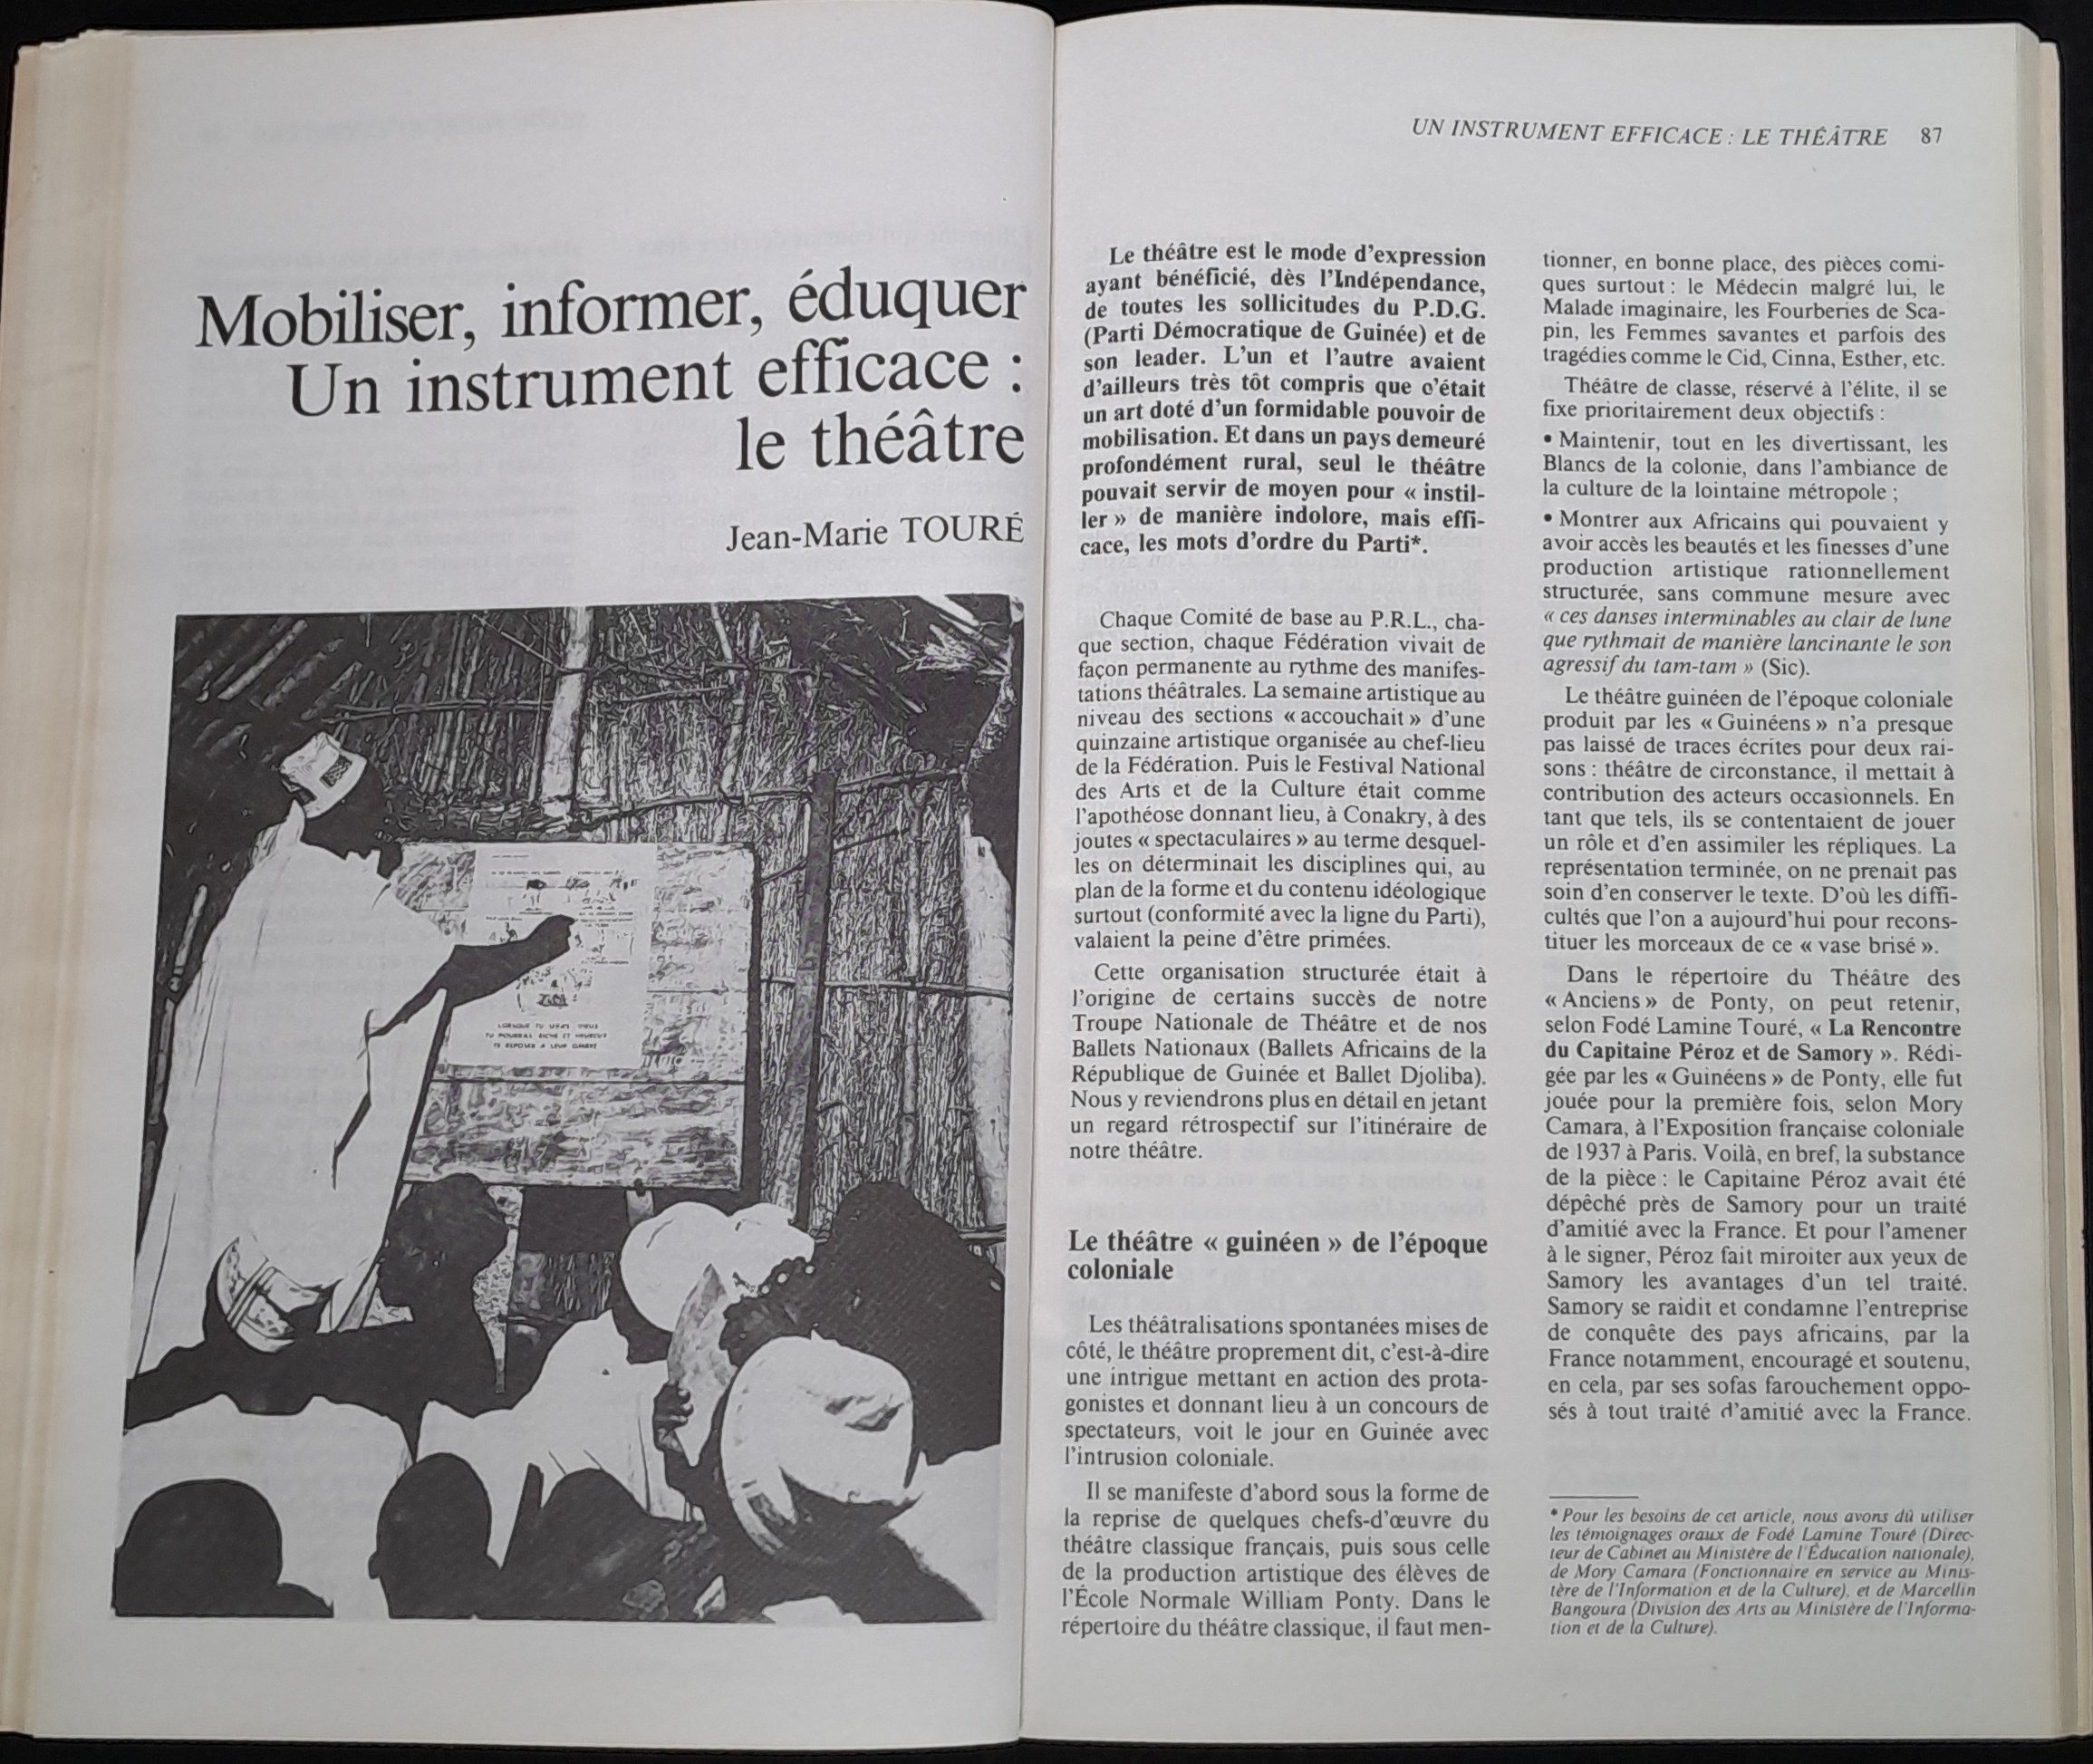 Mobiliser, informer, éduquer
Un instrument efficace :
le théâtre
Jean-Marie TOURÉ
LORSQUE TU SERAS VIEUX
TU POURRAS, RICHE ET HEUREUX
TE REPOSER A LEUR OMBRE
UN INSTRUMENT EFFICACE : LE THÉÂTRE 87
Le théâtre est le mode d'expression
ayant bénéficié, dès l'Indépendance,
de toutes les sollicitudes du P.D.G.
(Parti Démocratique de Guinée) et de
son leader. L'un et l'autre avaient
d'ailleurs très tôt compris que c'était
un art doté d'un formidable pouvoir de
mobilisation. Et dans un pays demeuré
profondément rural, seul le théâtre
pouvait servir de moyen pour « instil-
ler » de manière indolore, mais effi-
cace, les mots d'ordre du Parti*.
Chaque Comité de base au P.R.L., cha-
que section, chaque Fédération vivait de
façon permanente au rythme des manifes-
tations théâtrales. La semaine artistique au
niveau des sections « accouchait » d'une
quinzaine artistique organisée au chef-lieu
de la Fédération. Puis le Festival National
des Arts et de la Culture était comme
l'apothéose donnant lieu, à Conakry, à des
joutes « spectaculaires » au terme desquel-
les on déterminait les disciplines qui, au
plan de la forme et du contenu idéologique
surtout (conformité avec la ligne du Parti),
valaient la peine d'être primées.
Cette organisation structurée était à
l'origine de certains succès de notre
Troupe Nationale de Théâtre et de nos
Ballets Nationaux (Ballets Africains de la
République de Guinée et Ballet Djoliba).
Nous y reviendrons plus en détail en jetant
un regard rétrospectif sur l'itinéraire de
notre théâtre.
Le théâtre « guinéen » de l'époque
coloniale
Les théâtralisations spontanées mises de
côté, le théâtre proprement dit, c'est-à-dire
une intrigue mettant en action des prota-
gonistes et donnant lieu à un concours de
spectateurs, voit le jour en Guinée avec
l'intrusion coloniale.
Il se manifeste d'abord sous la forme de
la reprise de quelques chefs-d'œuvre du
théâtre classique français, puis sous celle
de la production artistique des élèves de
l'École Normale William Ponty. Dans le
répertoire du théâtre classique, il faut men-
tionner, en bonne place, des pièces comi-
ques surtout : le Médecin malgré lui, le
Malade imaginaire, les Fourberies de Sca-
pin, les Femmes savantes et parfois des
tragédies comme le Cid, Cinna, Esther, etc.
Théâtre de classe, réservé à l'élite, il se
fixe prioritairement deux objectifs :
• Maintenir, tout en les divertissant, les
Blancs de la colonie, dans l'ambiance de
la culture de la lointaine métropole ;
• Montrer aux Africains qui pouvaient y
avoir accès les beautés et les finesses d'une
production artistique rationnellement
structurée, sans commune mesure avec
« ces danses interminables au clair de lune
que rythmait de manière lancinante le son
agressif du tam-tam » (Sic).
Le théâtre guinéen de l'époque coloniale
produit par les « Guinéens » n'a presque
pas laissé de traces écrites pour deux rai-
sons : théâtre de circonstance, il mettait à
contribution des acteurs occasionnels. En
tant que tels, ils se contentaient de jouer
un rôle et d'en assimiler les répliques. La
représentation terminée, on ne prenait pas
soin d'en conserver le texte. D'où les diffi-
cultés que l'on a aujourd'hui pour recons-
tituer les morceaux de ce « vase brisé ».
Dans le répertoire du Théâtre des
« Anciens » de Ponty, on peut retenir,
selon Fodé Lamine Touré, « La Rencontre
du Capitaine Péroz et de Samory ». Rédi-
gée par les « Guinéens » de Ponty, elle fut
jouée pour la première fois, selon Mory
Camara, à l'Exposition française coloniale
de 1937 à Paris. Voilà, en bref, la substance
de la pièce : le Capitaine Péroz avait été
dépêché près de Samory pour un traité
d'amitié avec la France. Et pour l'amener
à le signer, Péroz fait miroiter aux yeux de
Samory les avantages d'un tel traité.
Samory se raidit et condamne l'entreprise
de conquête des pays africains, par la
France notamment, encouragé et soutenu,
en cela, par ses sofas farouchement oppo-
sés à tout traité d'amitié avec la France.
* Pour les besoins de cet article, nous avons dû utiliser
les témoignages oraux de Fodé Lamine Touré (Direc-
teur de Cabinet au Ministère de l'Éducation nationale),
de Mory Camara (Fonctionnaire en service au Minis-
tère de l'Information et de la Culture), et de Marcellin
Bangoura (Division des Arts au Ministère de l'Informa-
tion et de la Culture).